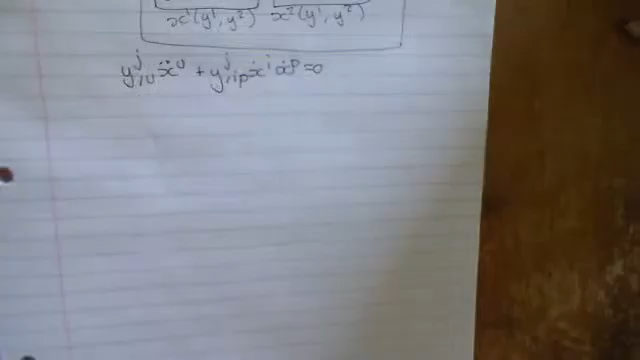 x¹(y¹, y²) x²(y¹, y²)
y^j_{,υ} ẍ^υ + y^j_{,ip} ẋ^i ẋ^p = 0